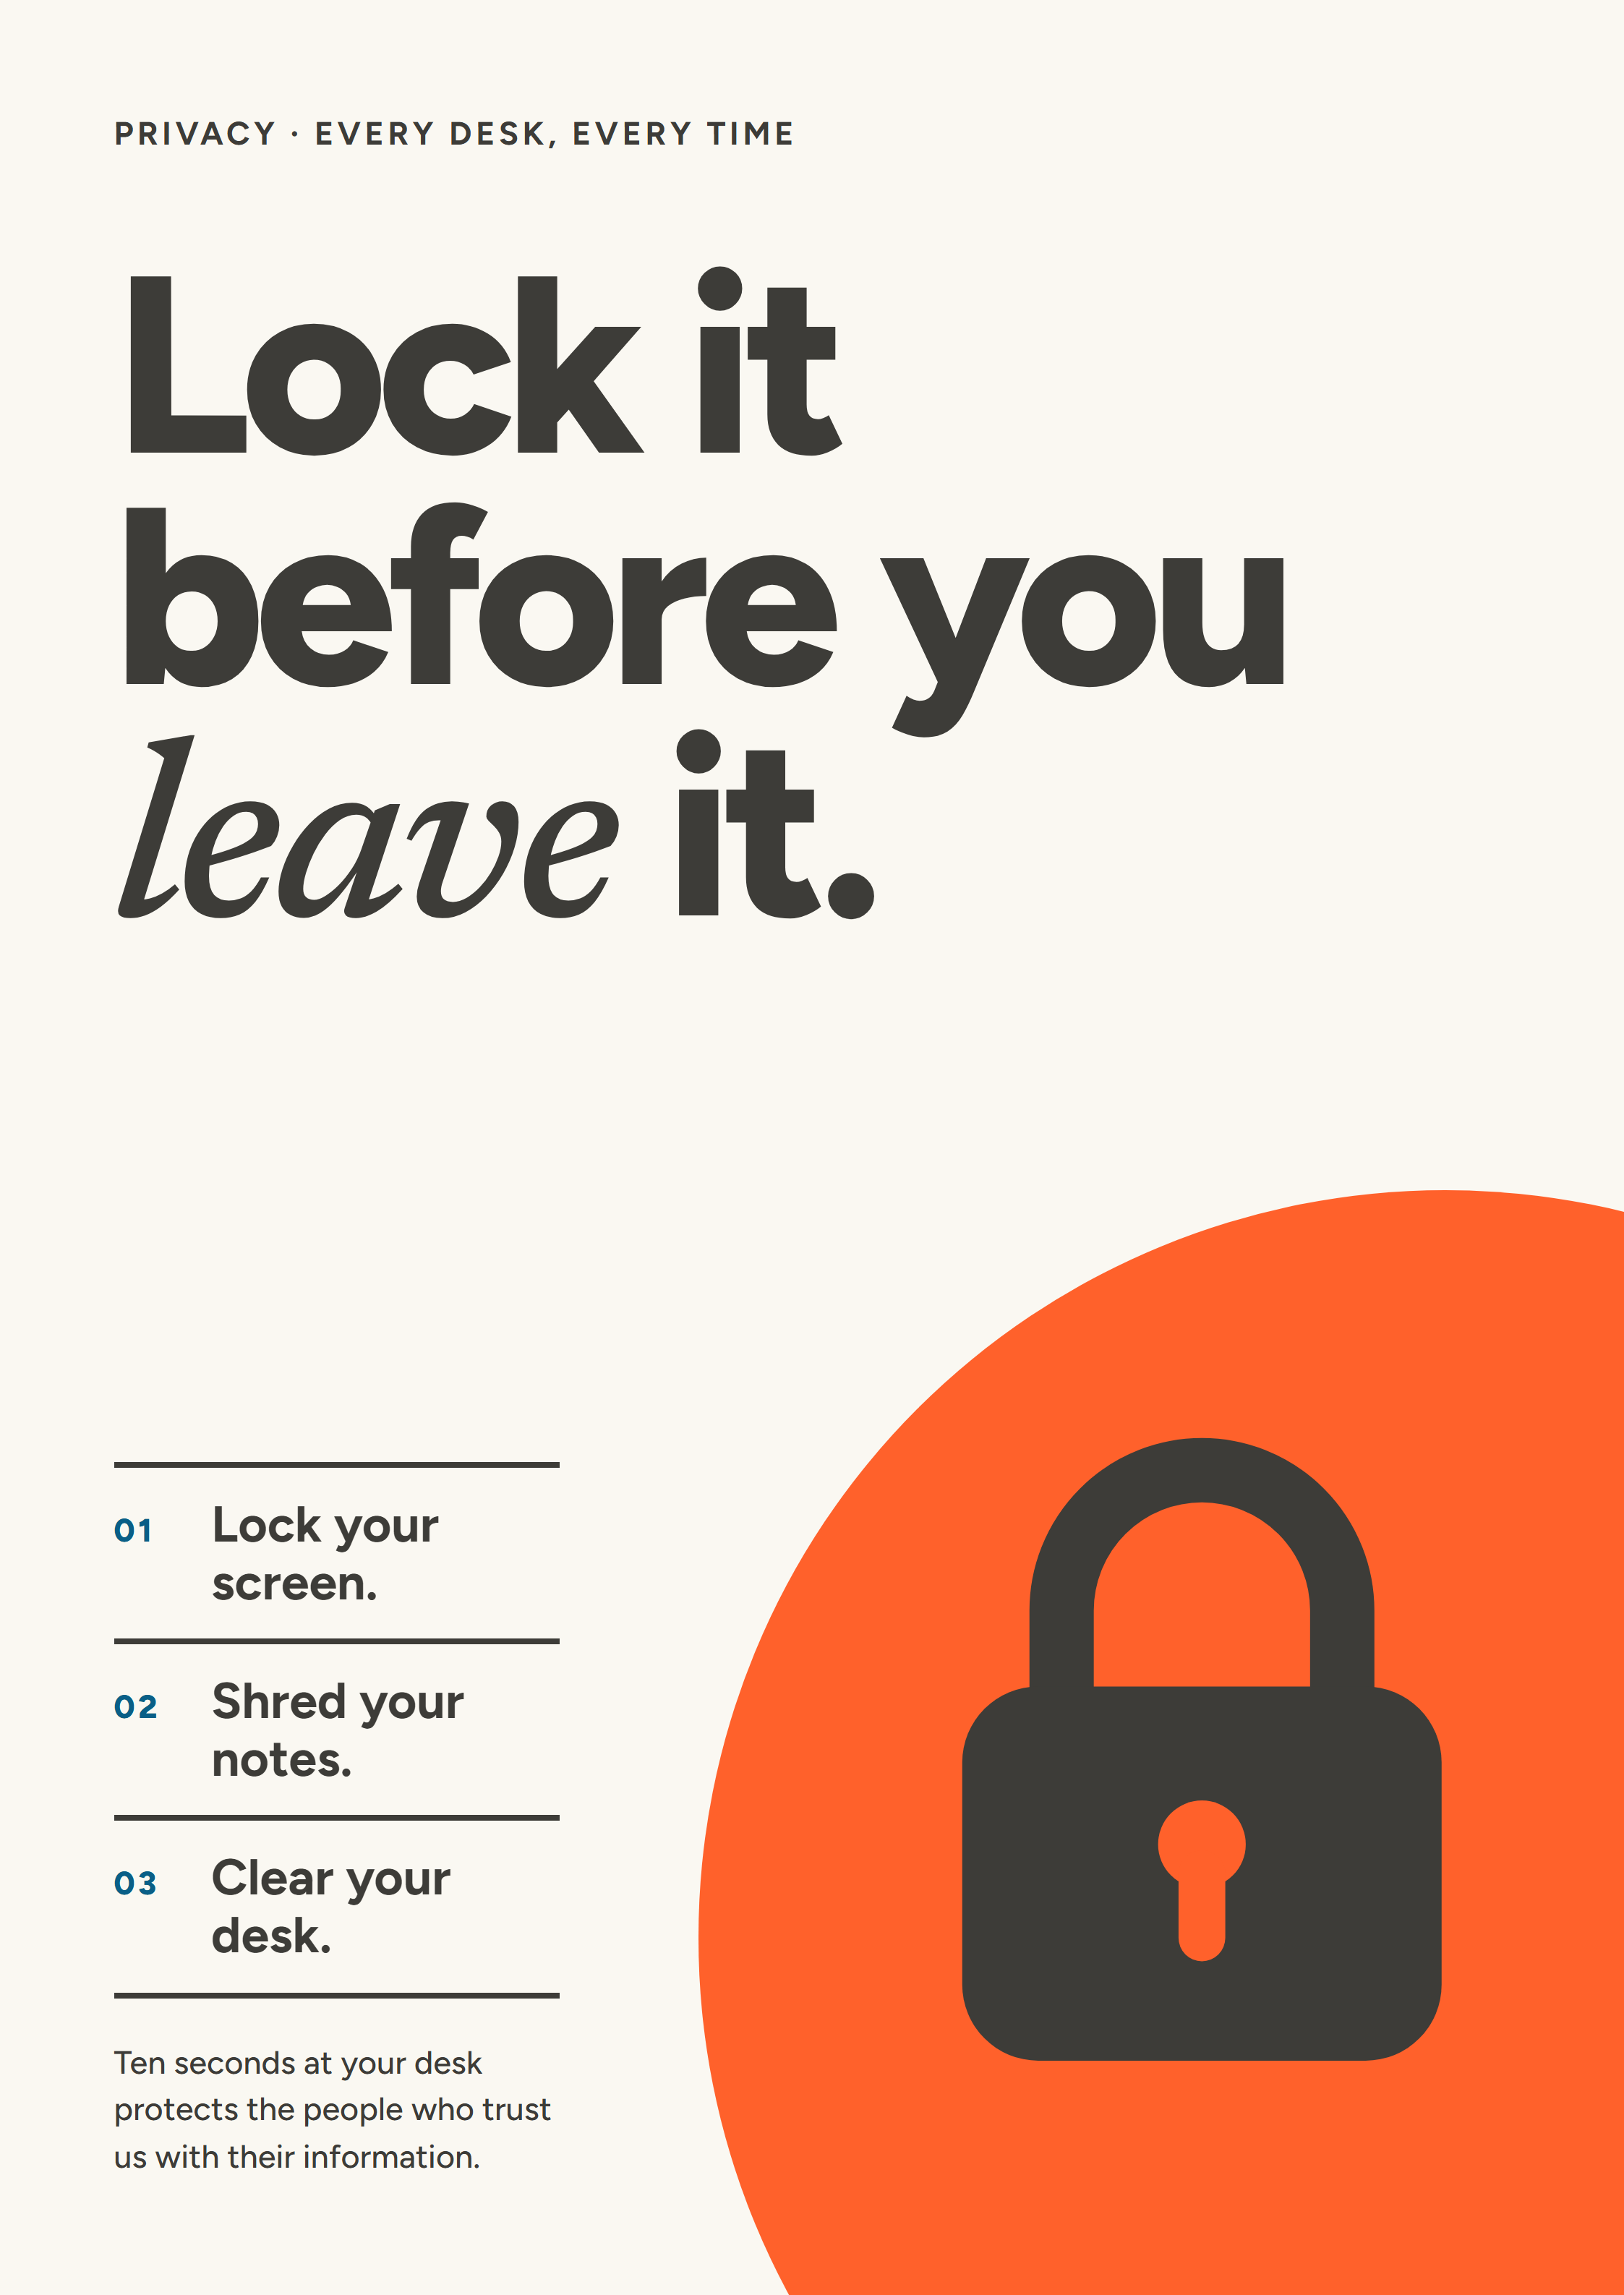 PRIVACY · EVERY DESK, EVERY TIME
Lock it
before you
leave it.
01 Lock your
screen.
02 Shred your
notes.
03 Clear your
desk.
Ten seconds at your desk
protects the people who trust
us with their information.